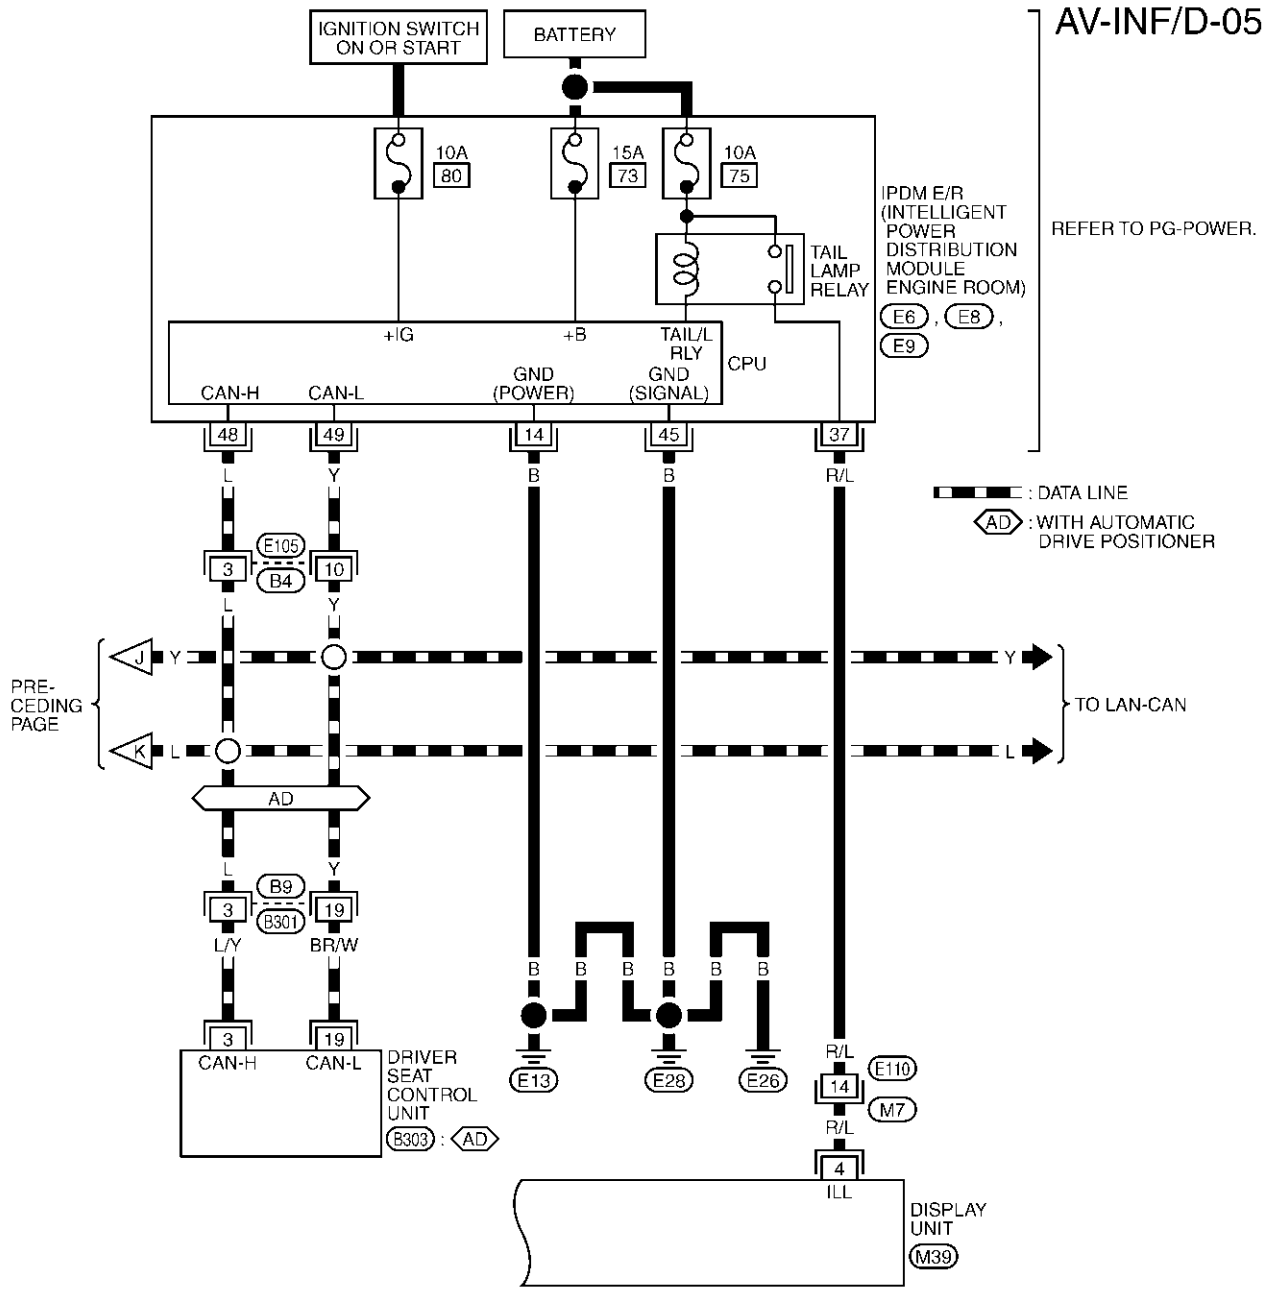 AV-INF/D-05
IGNITION SWITCH
ON OR START
BATTERY
10A
80
15A
73
10A
75
IPDM E/R
(INTELLIGENT
POWER
DISTRIBUTION
MODULE
ENGINE ROOM)
E6 , E8 ,
E9
REFER TO PG-POWER.
TAIL
LAMP
RELAY
+IG
+B
TAIL/L
RLY
CPU
CAN-H
CAN-L
GND
(POWER)
GND
(SIGNAL)
48
49
14
45
37
L
Y
B
B
R/L
: DATA LINE
AD : WITH AUTOMATIC
DRIVE POSITIONER
E105
3
10
B4
L
Y
J
Y
Y
PRE-
CEDING
PAGE
TO LAN-CAN
K
L
L
AD
L
Y
B9
3
19
B301
L/Y
BR/W
B
B
B
B
B
B
3
19
CAN-H
CAN-L
DRIVER
SEAT
CONTROL
UNIT
B303 : AD
E13
E28
E26
R/L
E110
14
M7
R/L
4
ILL
DISPLAY
UNIT
M39